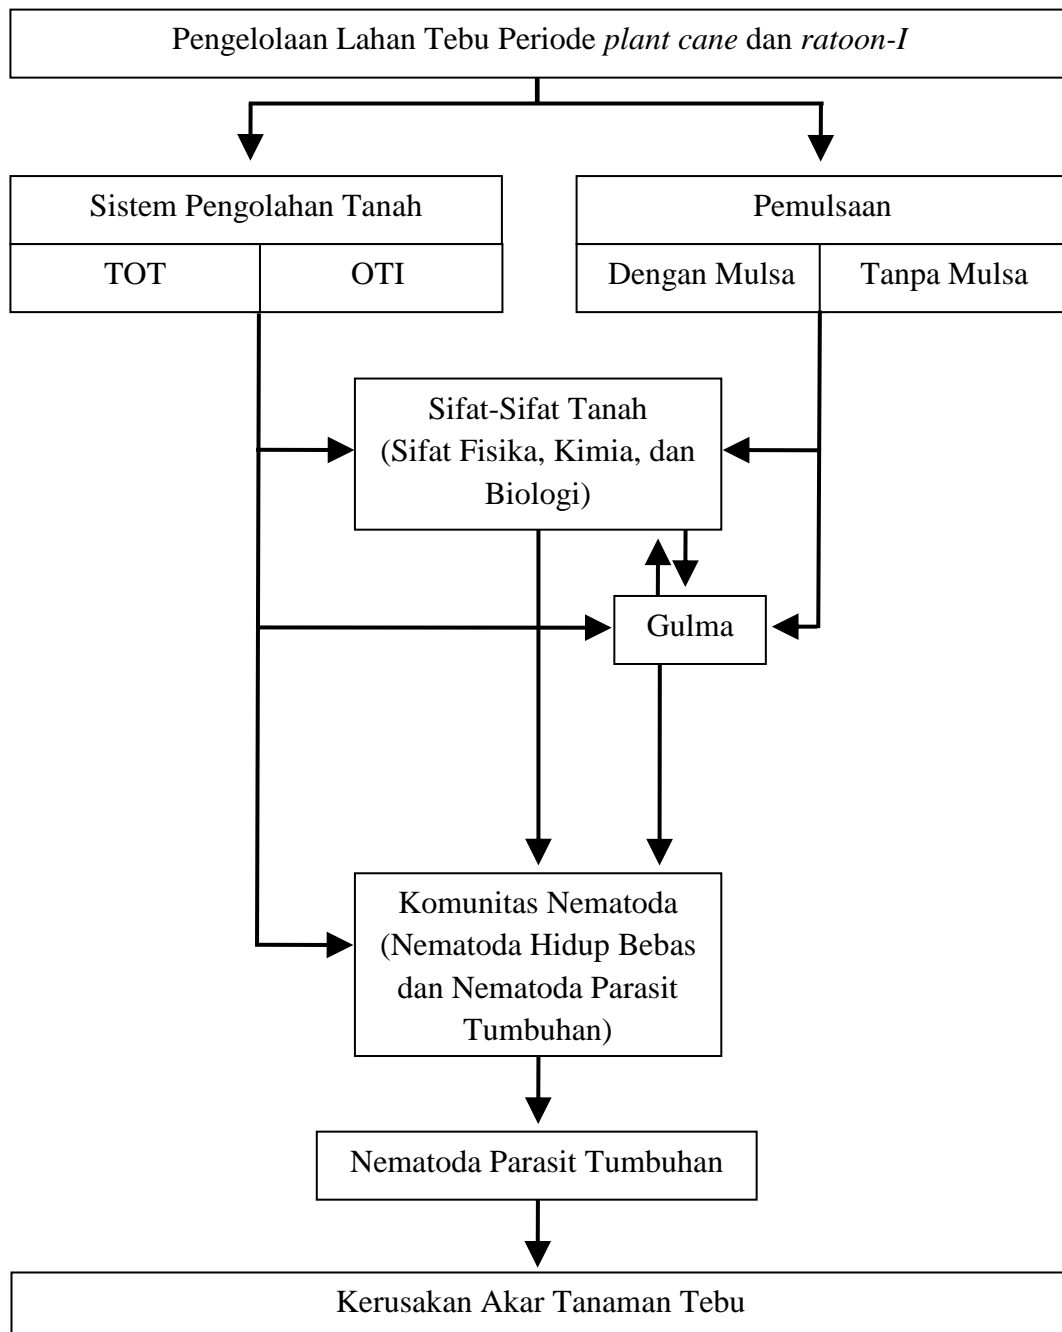 Pengelolaan Lahan Tebu Periode plant cane dan ratoon-I
Sistem Pengolahan Tanah
Pemulsaan
TOT
OTI
Dengan Mulsa
Tanpa Mulsa
Sifat-Sifat Tanah
(Sifat Fisika, Kimia, dan
Biologi)
Gulma
Komunitas Nematoda
(Nematoda Hidup Bebas
dan Nematoda Parasit
Tumbuhan)
Nematoda Parasit Tumbuhan
Kerusakan Akar Tanaman Tebu